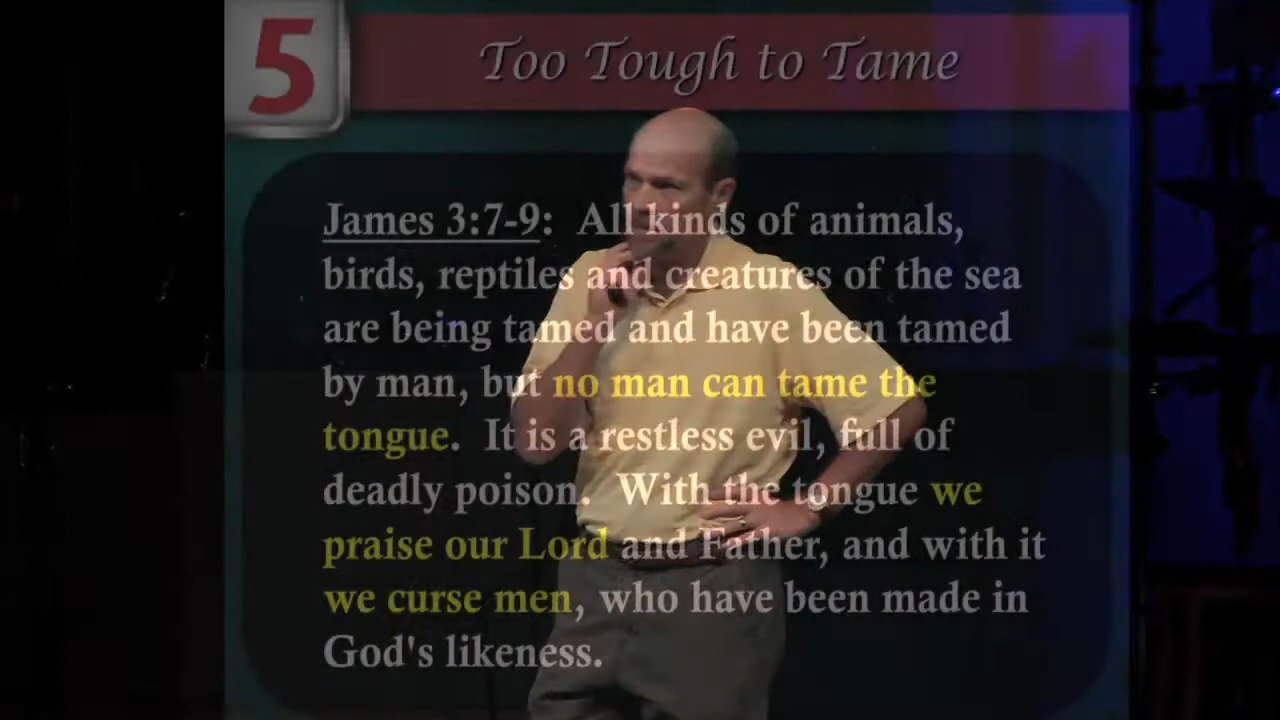 5
Too Tough to Tame
James 3:7-9: All kinds of animals,
birds, reptiles and creatures of the sea
are being tamed and have been tamed
by man, but no man can tame the
tongue. It is a restless evil, full of
deadly poison. With the tongue we
praise our Lord and Father, and with it
we curse men, who have been made in
God's likeness.